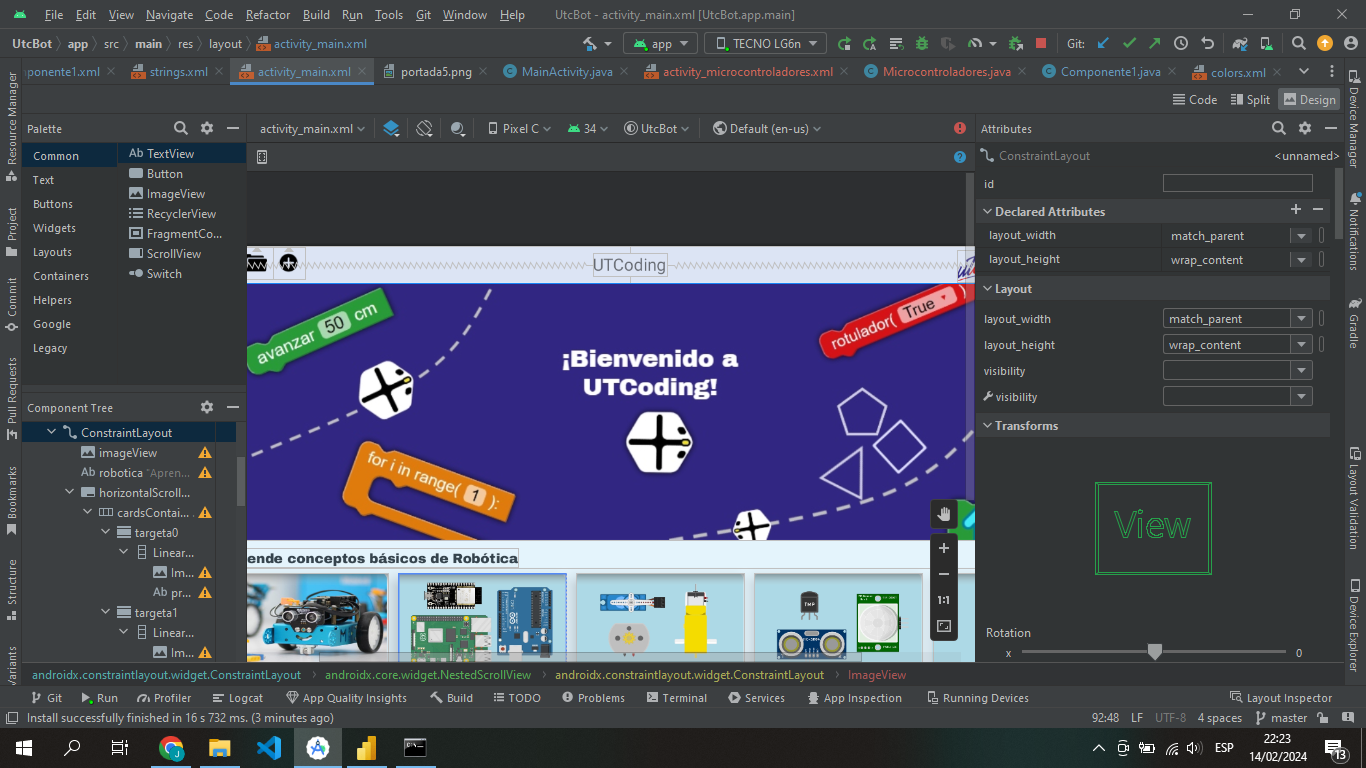 File Edit View Navigate Code Refactor Build Run Tools Git Window Help UtcBot - activity_main.xml [UtcBot.app.main]
UtcBot app src main res layout activity_main.xml app TECNO LG6n Git:
ponente1.xml strings.xml activity_main.xml portada5.png MainActivity.java activity_microcontroladores.xml Microcontroladores.java Componente1.java colors.xml
Code Split Design
Palette activity_main.xml Pixel C 34 UtcBot Default (en-us) Attributes
Common
Text
Buttons
Widgets
Layouts
Containers
Helpers
Google
Legacy
Ab TextView
Button
ImageView
RecyclerView
FragmentCo...
ScrollView
Switch
Component Tree
ConstraintLayout
imageView
Ab robotica "Apren...
horizontalScroll...
cardsContai...
targeta0
Linear...
Im...
Ab pr...
targeta1
Linear...
Im...
UTCoding
avanzar 50 cm
rotulador( True )
¡Bienvenido a
UTCoding!
for i in range( 1 ):
ende conceptos básicos de Robótica
TMP
1:1
ConstraintLayout <unnamed>
id
Declared Attributes
layout_width match_parent
layout_height wrap_content
Layout
layout_width match_parent
layout_height wrap_content
visibility
visibility
Transforms
View
Rotation
x 0
Resource Manager
Project
Commit
Pull Requests
Bookmarks
Structure
Variants
Device Manager
Notifications
Gradle
Layout Validation
Device Explorer
androidx.constraintlayout.widget.ConstraintLayout androidx.core.widget.NestedScrollView androidx.constraintlayout.widget.ConstraintLayout ImageView
Git Run Profiler Logcat App Quality Insights Build TODO Problems Terminal Services App Inspection Running Devices Layout Inspector
Install successfully finished in 16 s 732 ms. (3 minutes ago) 92:48 LF UTF-8 4 spaces master
ESP
22:23
14/02/2024
13